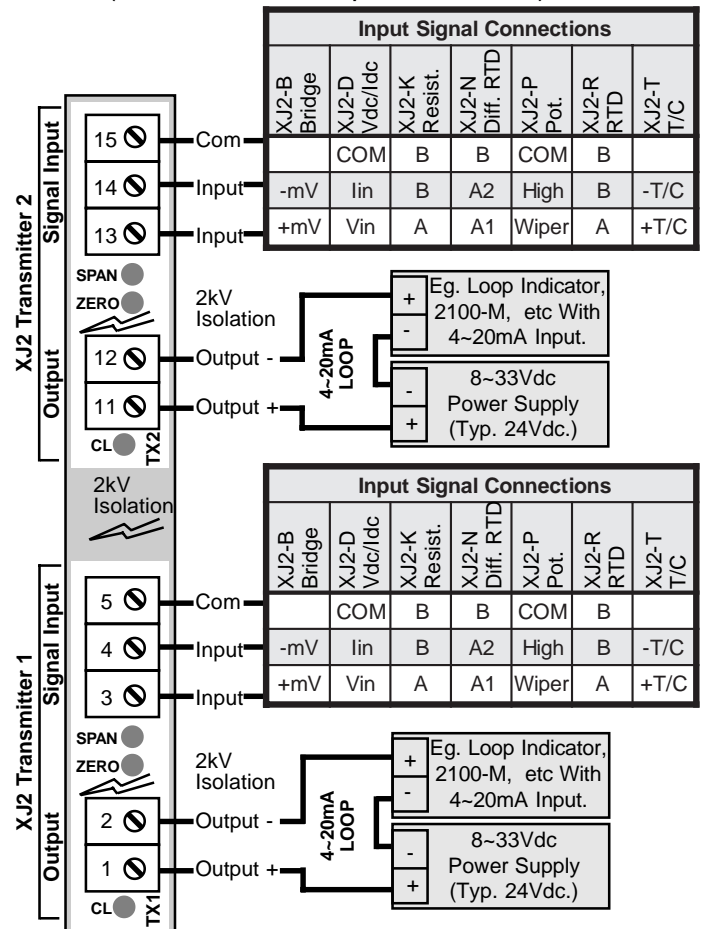 Input Signal Connections
XJ2-B Bridge
XJ2-D Vdc/Idc
XJ2-K Resist.
XJ2-N Diff. RTD
XJ2-P Pot.
XJ2-R RTD
XJ2-T T/C
COM B B COM B
-mV Iin B A2 High B -T/C
+mV Vin A A1 Wiper A +T/C
XJ2 Transmitter 2
Signal Input
15 Com
14 Input
13 Input
SPAN
ZERO
2kV
Isolation
Output
12 Output -
11 Output +
CL
TX2
4~20mA
LOOP
+
-
Eg. Loop Indicator,
2100-M, etc With
4~20mA Input.
-
+
8~33Vdc
Power Supply
(Typ. 24Vdc.)
2kV
Isolation
Input Signal Connections
XJ2-B Bridge
XJ2-D Vdc/Idc
XJ2-K Resist.
XJ2-N Diff. RTD
XJ2-P Pot.
XJ2-R RTD
XJ2-T T/C
COM B B COM B
-mV Iin B A2 High B -T/C
+mV Vin A A1 Wiper A +T/C
XJ2 Transmitter 1
Signal Input
5 Com
4 Input
3 Input
SPAN
ZERO
2kV
Isolation
Output
2 Output -
1 Output +
CL
TX1
4~20mA
LOOP
+
-
Eg. Loop Indicator,
2100-M, etc With
4~20mA Input.
-
+
8~33Vdc
Power Supply
(Typ. 24Vdc.)